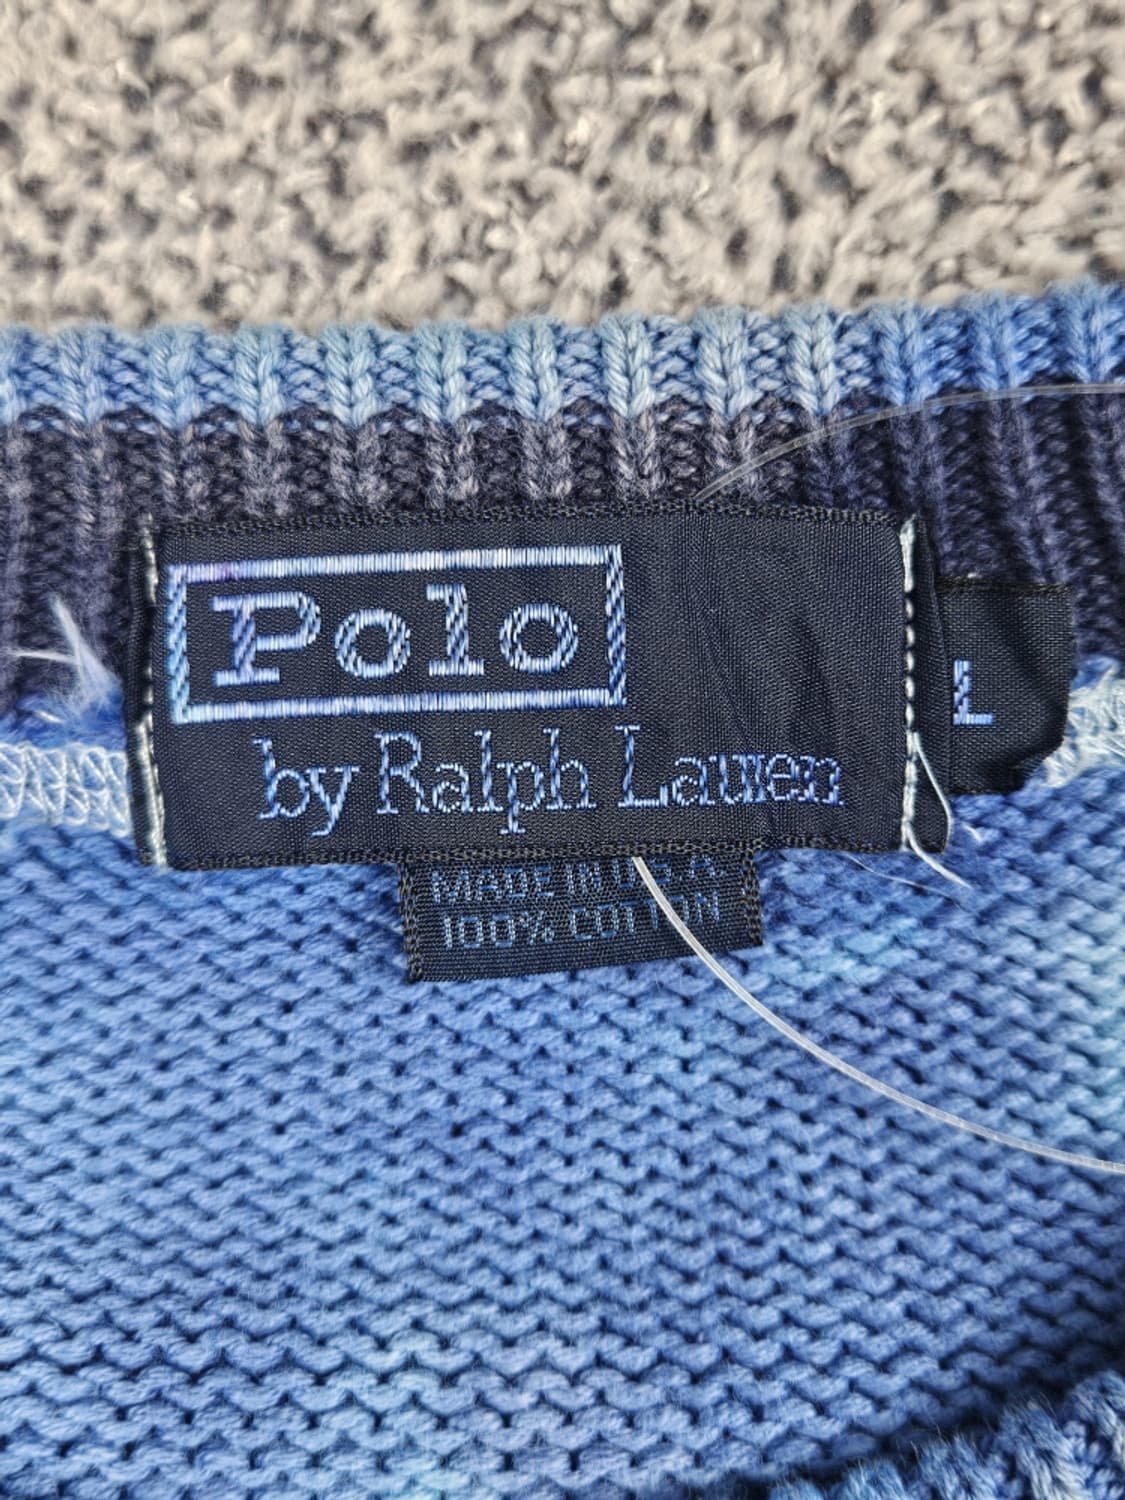 Polo
by Ralph Lauren
L
MADE IN U.S.A.
100% COTTON